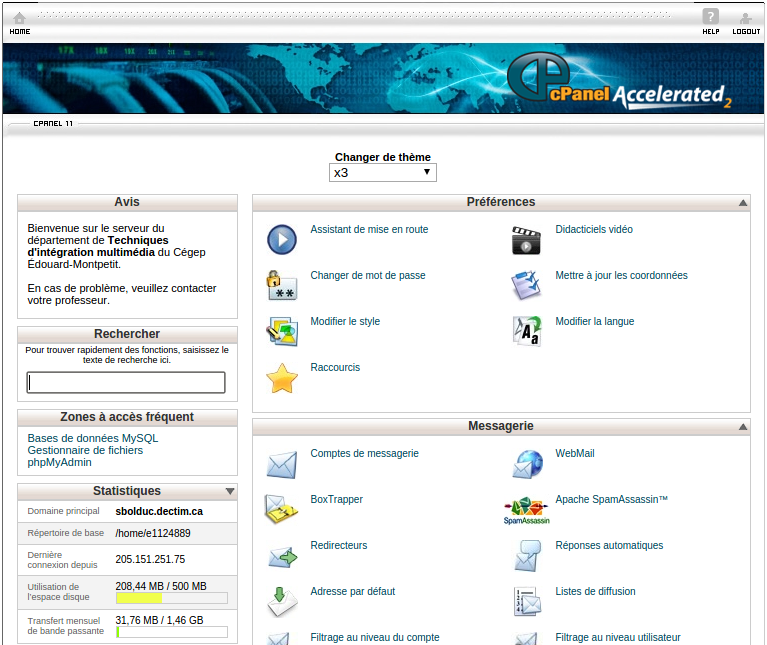 HOME
HELP
LOGOUT
cPanel Accelerated 2
CPANEL 11
Changer de thème
x3
Avis
Bienvenue sur le serveur du
département de Techniques
d'intégration multimédia du Cégep
Édouard-Montpetit.
En cas de problème, veuillez contacter
votre professeur.
Rechercher
Pour trouver rapidement des fonctions, saisissez le
texte de recherche ici.
Zones à accès fréquent
Bases de données MySQL
Gestionnaire de fichiers
phpMyAdmin
Statistiques
Domaine principal sbolduc.dectim.ca
Répertoire de base /home/e1124889
Dernière
connexion depuis 205.151.251.75
Utilisation de
l'espace disque 208,44 MB / 500 MB
Transfert mensuel
de bande passante 31,76 MB / 1,46 GB
Préférences
Assistant de mise en route
Didacticiels vidéo
Changer de mot de passe
Mettre à jour les coordonnées
Modifier le style
Modifier la langue
Raccourcis
Messagerie
Comptes de messagerie
WebMail
BoxTrapper
SpamAssassin
Apache SpamAssassin™
Redirecteurs
Réponses automatiques
Adresse par défaut
Listes de diffusion
Filtrage au niveau du compte
Filtrage au niveau utilisateur